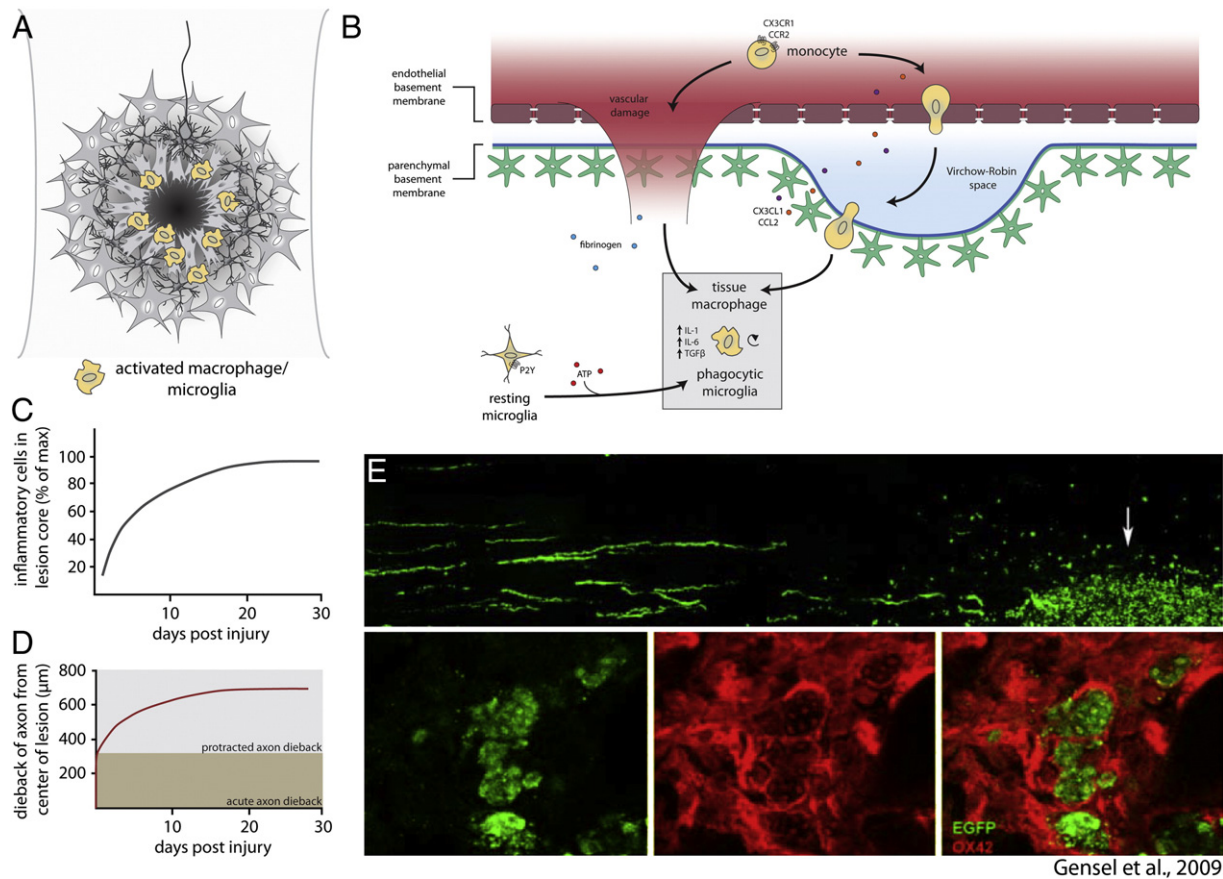 A
activated macrophage/
microglia
B
CX3CR1
CCR2
monocyte
endothelial
basement
membrane
vascular
damage
parenchymal
basement
membrane
Virchow-Robin
space
CX3CL1
CCL2
fibrinogen
tissue
macrophage
IL-1
IL-6
TGFβ
phagocytic
microglia
P2Y
ATP
resting
microglia
C
inflammatory cells in
lesion core (% of max)
100
80
60
40
20
10
20
30
days post injury
D
dieback of axon from
center of lesion (μm)
800
600
400
200
protracted axon dieback
acute axon dieback
10
20
30
days post injury
E
EGFP
OX42
Gensel et al., 2009